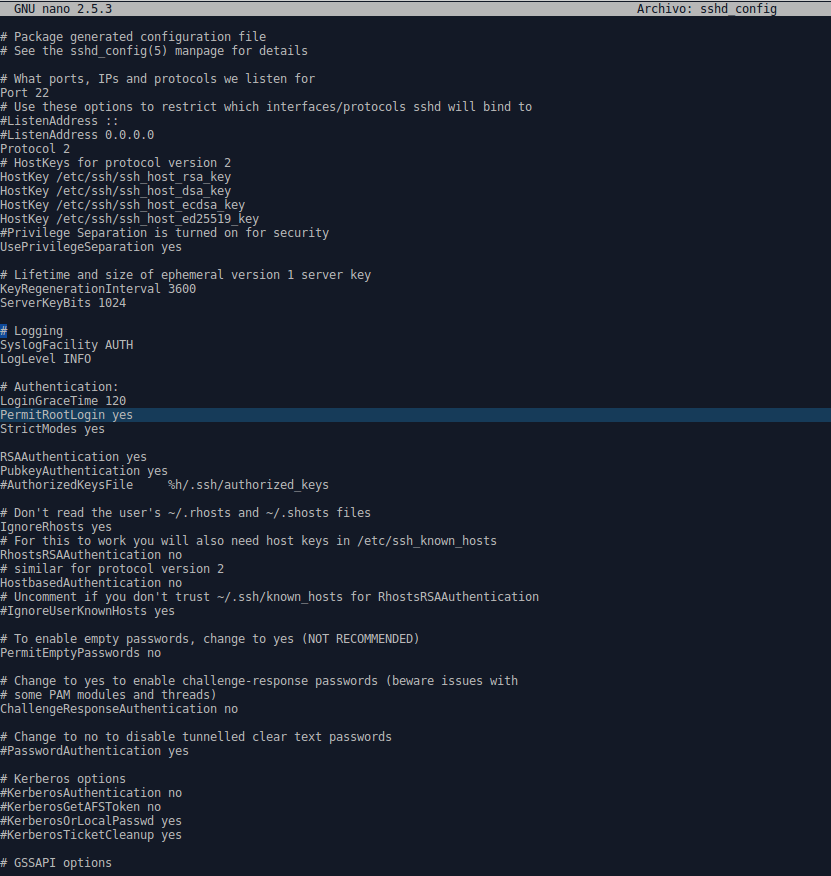 GNU nano 2.5.3 Archivo: sshd_config
# Package generated configuration file
# See the sshd_config(5) manpage for details
# What ports, IPs and protocols we listen for
Port 22
# Use these options to restrict which interfaces/protocols sshd will bind to
#ListenAddress ::
#ListenAddress 0.0.0.0
Protocol 2
# HostKeys for protocol version 2
HostKey /etc/ssh/ssh_host_rsa_key
HostKey /etc/ssh/ssh_host_dsa_key
HostKey /etc/ssh/ssh_host_ecdsa_key
HostKey /etc/ssh/ssh_host_ed25519_key
#Privilege Separation is turned on for security
UsePrivilegeSeparation yes
# Lifetime and size of ephemeral version 1 server key
KeyRegenerationInterval 3600
ServerKeyBits 1024
# Logging
SyslogFacility AUTH
LogLevel INFO
# Authentication:
LoginGraceTime 120
PermitRootLogin yes
StrictModes yes
RSAAuthentication yes
PubkeyAuthentication yes
#AuthorizedKeysFile     %h/.ssh/authorized_keys
# Don't read the user's ~/.rhosts and ~/.shosts files
IgnoreRhosts yes
# For this to work you will also need host keys in /etc/ssh_known_hosts
RhostsRSAAuthentication no
# similar for protocol version 2
HostbasedAuthentication no
# Uncomment if you don't trust ~/.ssh/known_hosts for RhostsRSAAuthentication
#IgnoreUserKnownHosts yes
# To enable empty passwords, change to yes (NOT RECOMMENDED)
PermitEmptyPasswords no
# Change to yes to enable challenge-response passwords (beware issues with
# some PAM modules and threads)
ChallengeResponseAuthentication no
# Change to no to disable tunnelled clear text passwords
#PasswordAuthentication yes
# Kerberos options
#KerberosAuthentication no
#KerberosGetAFSToken no
#KerberosOrLocalPasswd yes
#KerberosTicketCleanup yes
# GSSAPI options